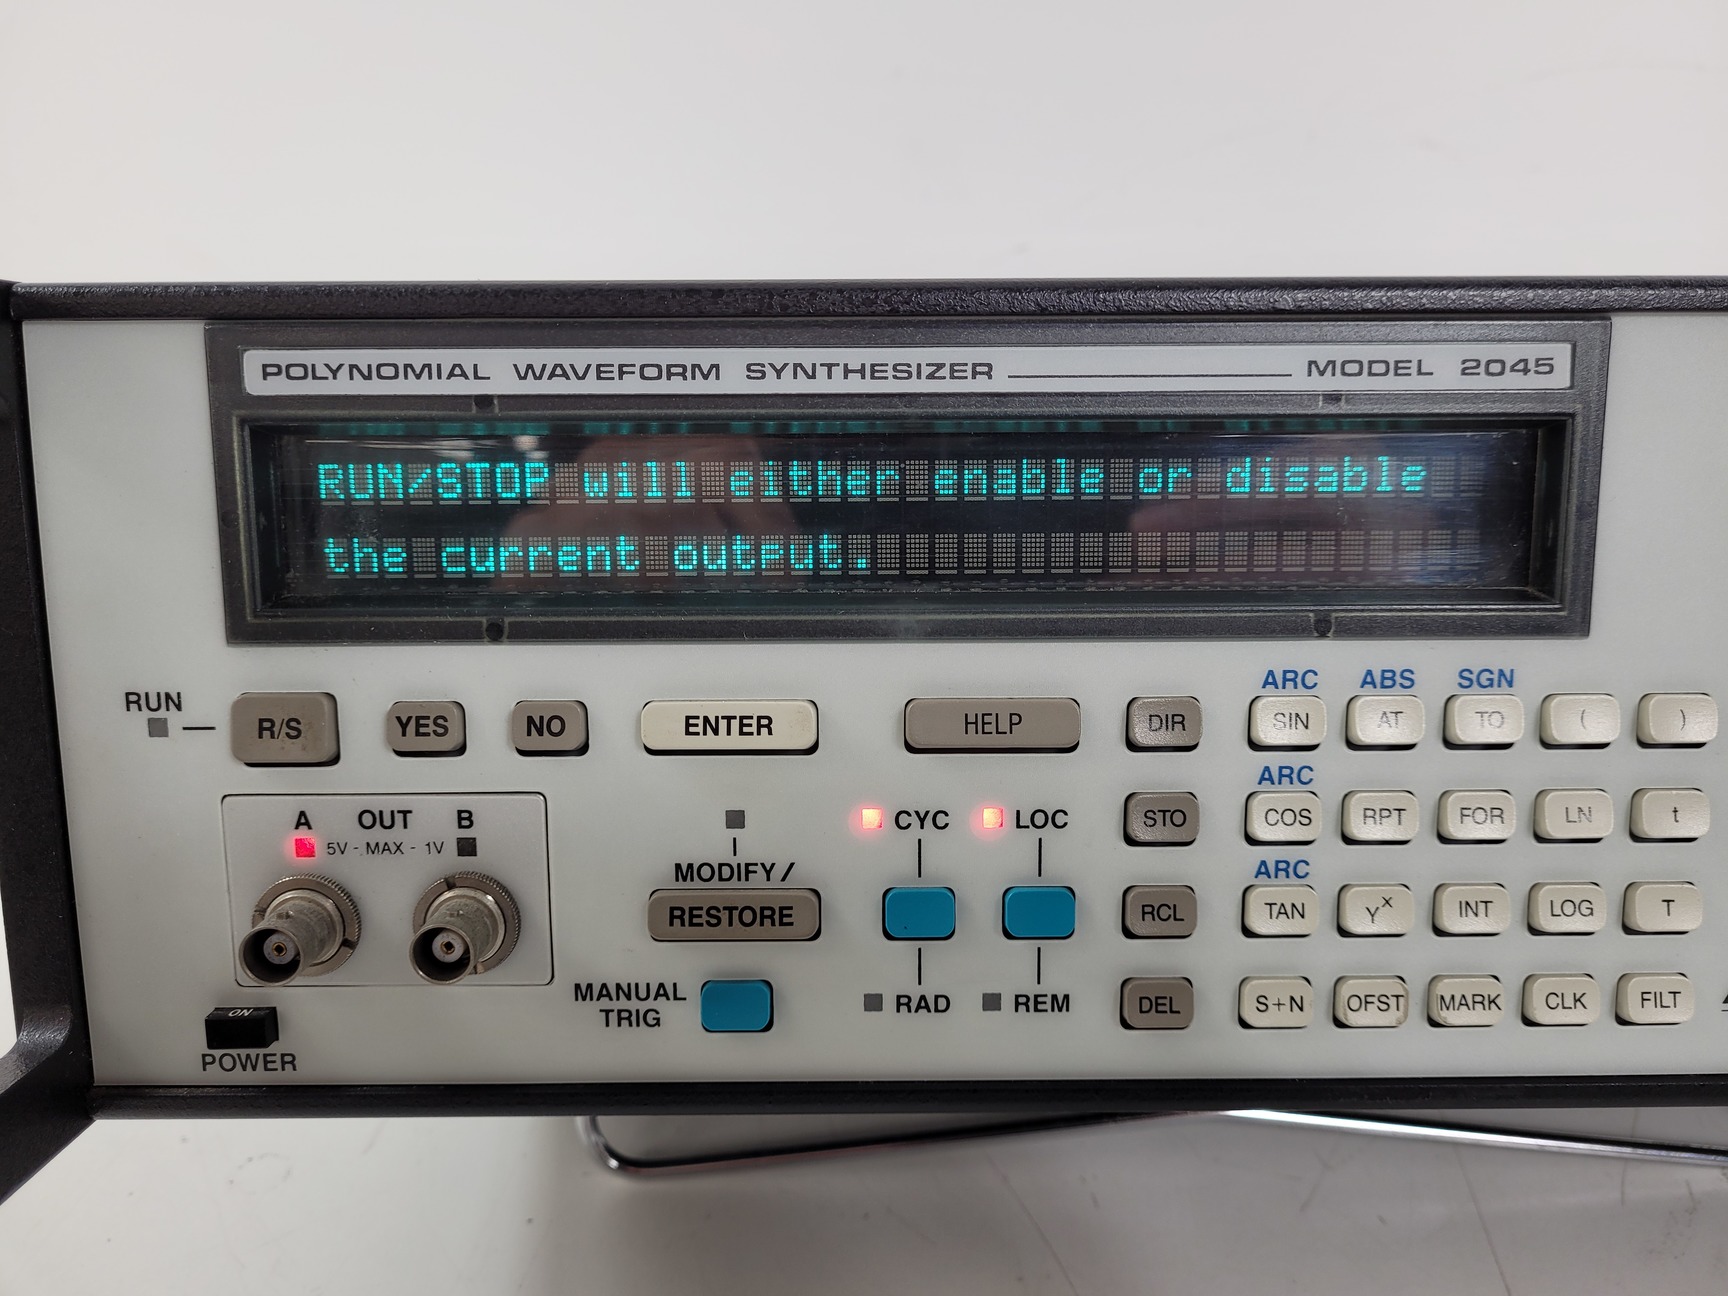 POLYNOMIAL WAVEFORM SYNTHESIZER MODEL 2045
RUN/STOP will either enable or disable
the current output.
RUN
R/S YES NO ENTER HELP DIR
ARC ABS SGN
SIN AT TO ( )
A OUT B
5V - MAX - 1V
MODIFY/
RESTORE
MANUAL
TRIG
CYC LOC
RAD REM
STO
ARC
COS RPT FOR LN t
RCL
ARC
TAN Yˣ INT LOG T
DEL S+N OFST MARK CLK FILT
ON
POWER